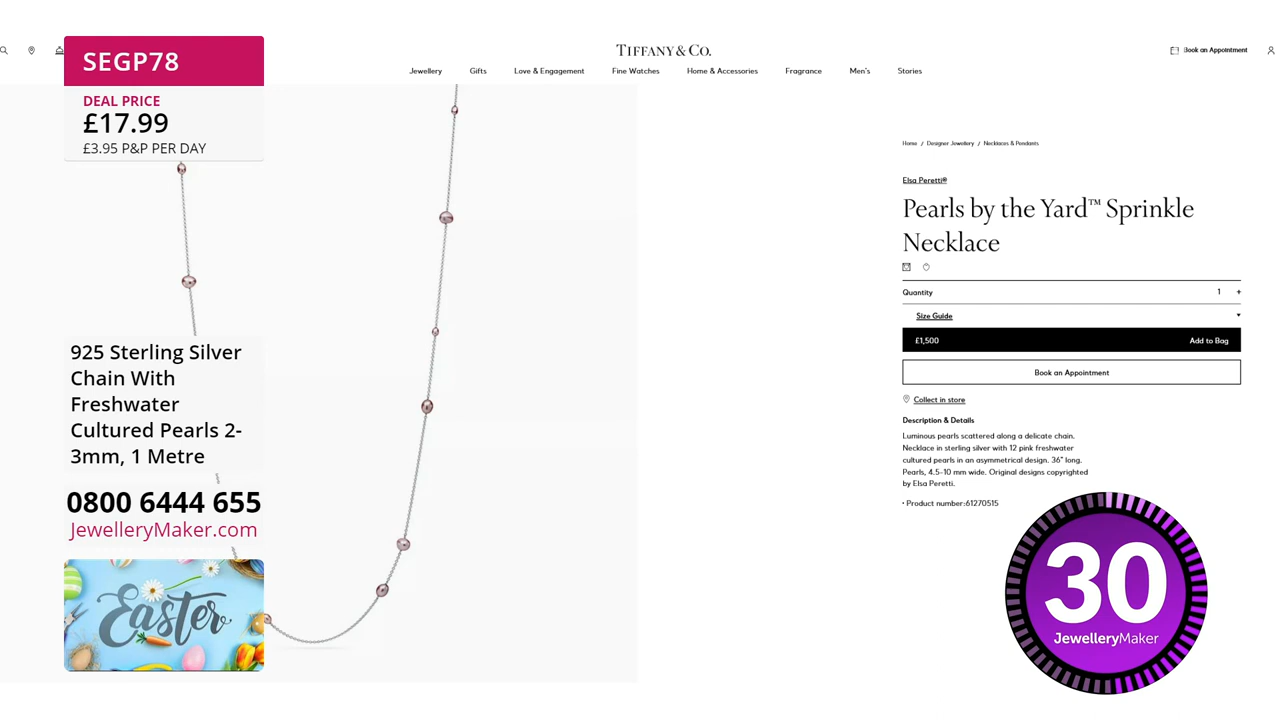 SEGP78
DEAL PRICE
£17.99
£3.95 P&P PER DAY
925 Sterling Silver
Chain With
Freshwater
Cultured Pearls 2-
3mm, 1 Metre
0800 6444 655
JewelleryMaker.com
Easter
TIFFANY & CO.
Book an Appointment
Jewellery
Gifts
Love & Engagement
Fine Watches
Home & Accessories
Fragrance
Men's
Stories
Home / Designer Jewellery / Necklaces & Pendants
Elsa Peretti®
Pearls by the Yard™ Sprinkle
Necklace
Quantity 1 +
Size Guide
£1,500 Add to Bag
Book an Appointment
Collect in store
Description & Details
Luminous pearls scattered along a delicate chain.
Necklace in sterling silver with 12 pink freshwater
cultured pearls in an asymmetrical design. 36" long.
Pearls, 4.5-10 mm wide. Original designs copyrighted
by Elsa Peretti.
• Product number:61270515
30
JewelleryMaker